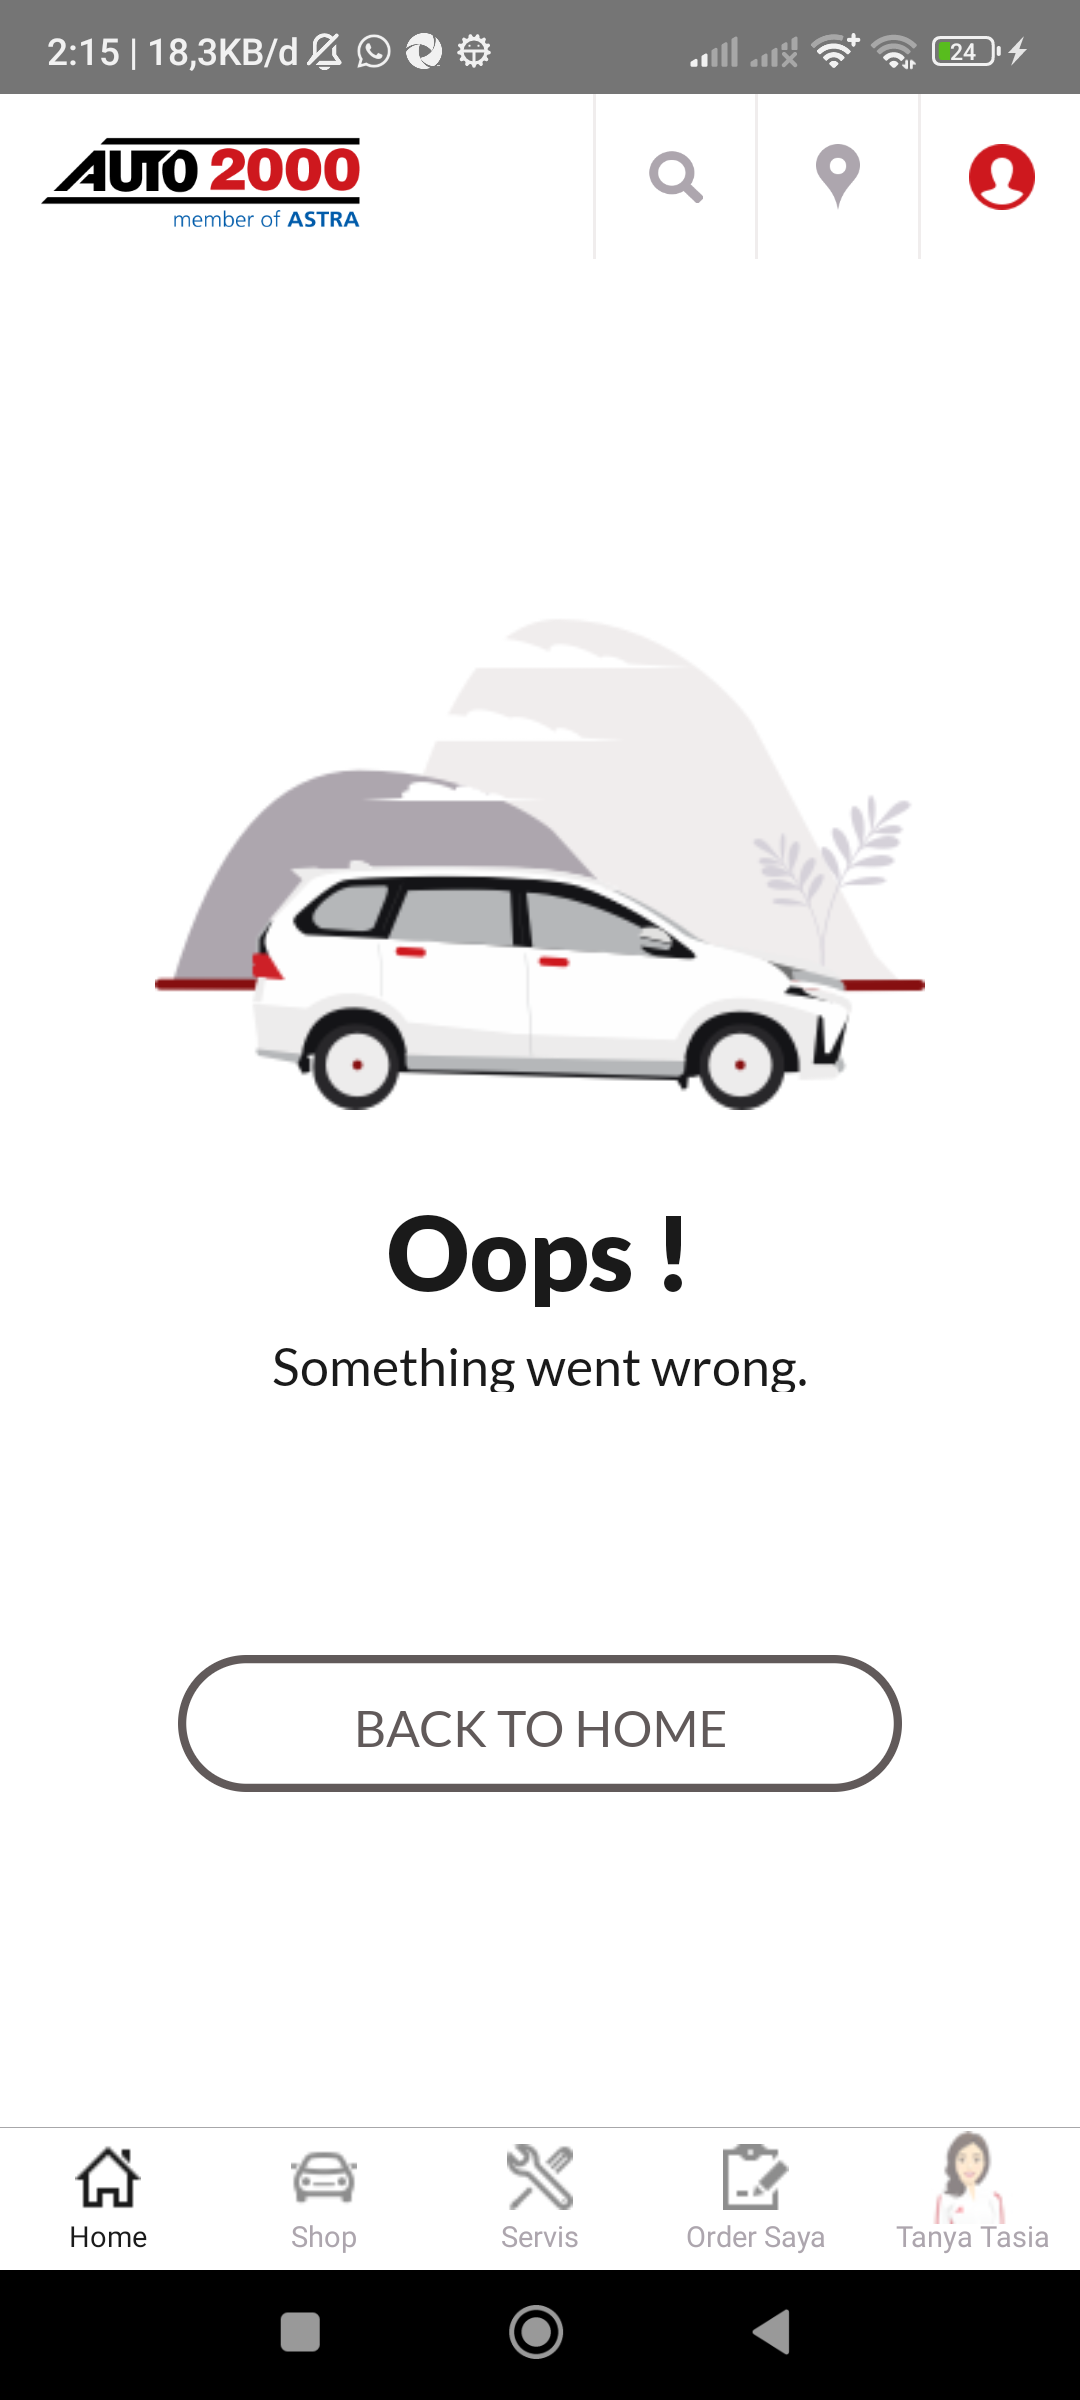 2:15 | 18,3KB/d
24
AUTO 2000
member of ASTRA
Oops !
Something went wrong.
BACK TO HOME
Home
Shop
Servis
Order Saya
Tanya Tasia